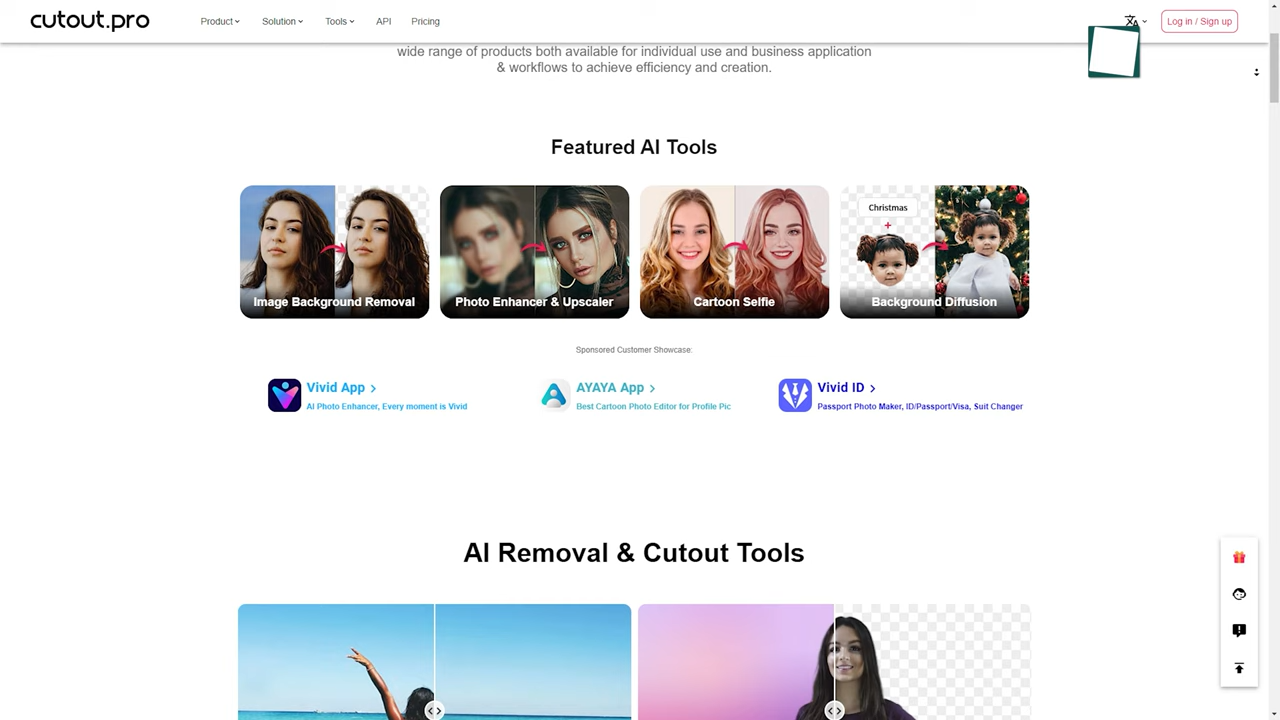 cutout.pro
Product
Solution
Tools
API
Pricing
Log in / Sign up
wide range of products both available for individual use and business application
& workflows to achieve efficiency and creation.
Featured AI Tools
Image Background Removal
Photo Enhancer & Upscaler
Cartoon Selfie
Christmas
+
Background Diffusion
Sponsored Customer Showcase:
Vivid App >
AI Photo Enhancer, Every moment is Vivid
AYAYA App >
Best Cartoon Photo Editor for Profile Pic
Vivid ID >
Passport Photo Maker, ID/Passport/Visa, Suit Changer
AI Removal & Cutout Tools